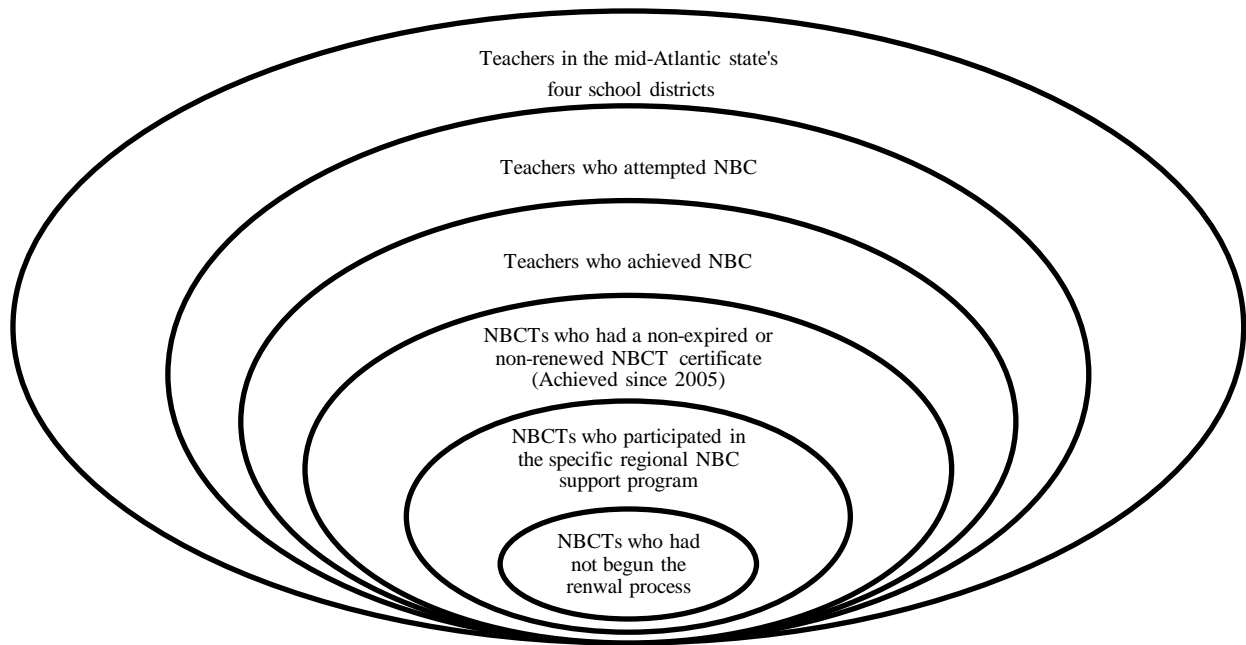 Teachers in the mid-Atlantic state's
four school districts
Teachers who attempted NBC
Teachers who achieved NBC
NBCTs who had a non-expired or
non-renewed NBCT certificate
(Achieved since 2005)
NBCTs who participated in
the specific regional NBC
support program
NBCTs who had
not begun the
renwal process